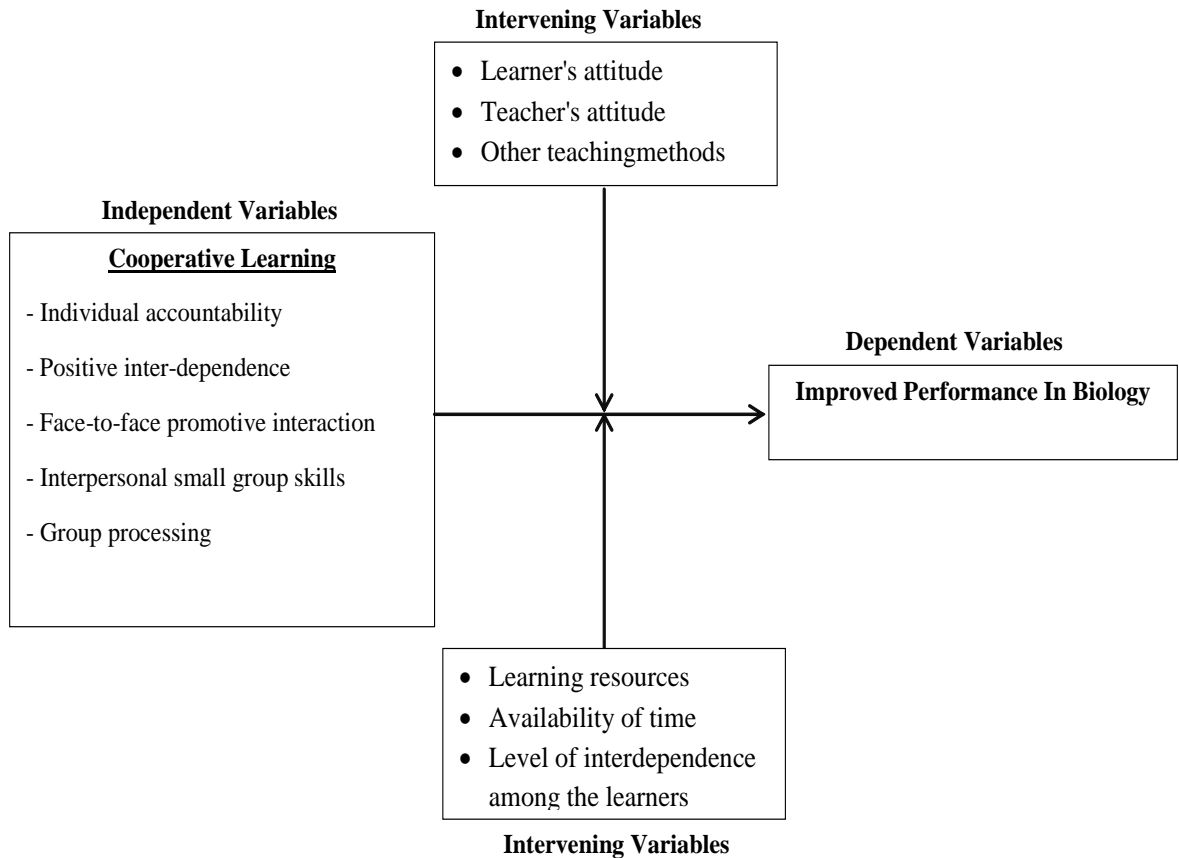 Intervening Variables
• Learner's attitude
• Teacher's attitude
• Other teachingmethods
Independent Variables
Cooperative Learning
- Individual accountability
- Positive inter-dependence
- Face-to-face promotive interaction
- Interpersonal small group skills
- Group processing
Dependent Variables
Improved Performance In Biology
• Learning resources
• Availability of time
• Level of interdependence
among the learners
Intervening Variables